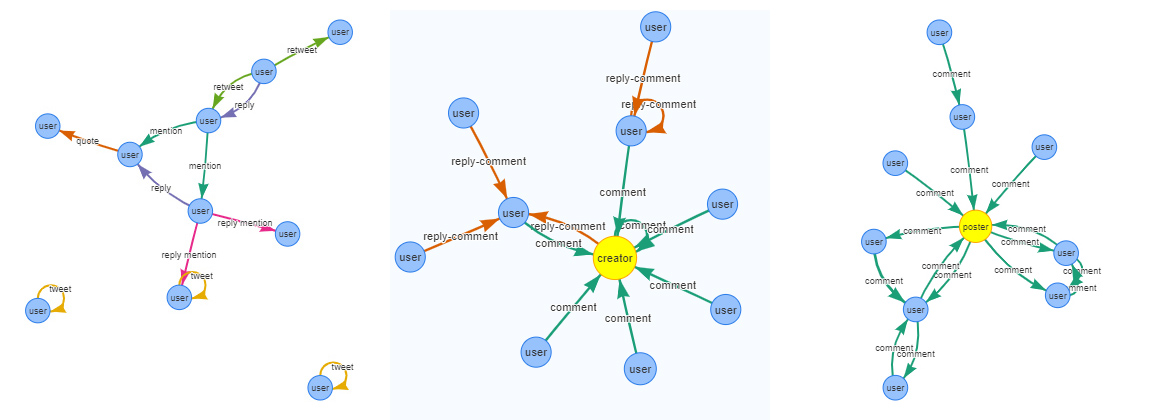 user
retweet
user
retweet
reply
user
user
mention
quote
user
mention
reply
user
reply mention
user
reply mention
tweet
user
tweet
user
tweet
user
user
reply-comment
reply-comment
user
user
reply-comment
comment
user
user
reply-comment
comment
comment
reply-comment
comment
user
creator
comment
comment
user
comment
user
user
user
comment
user
user
user
comment
comment
comment
poster
comment
user
comment
comment
user
comment
comment
comment
comment
comment
mment
user
user
comment
comment
user